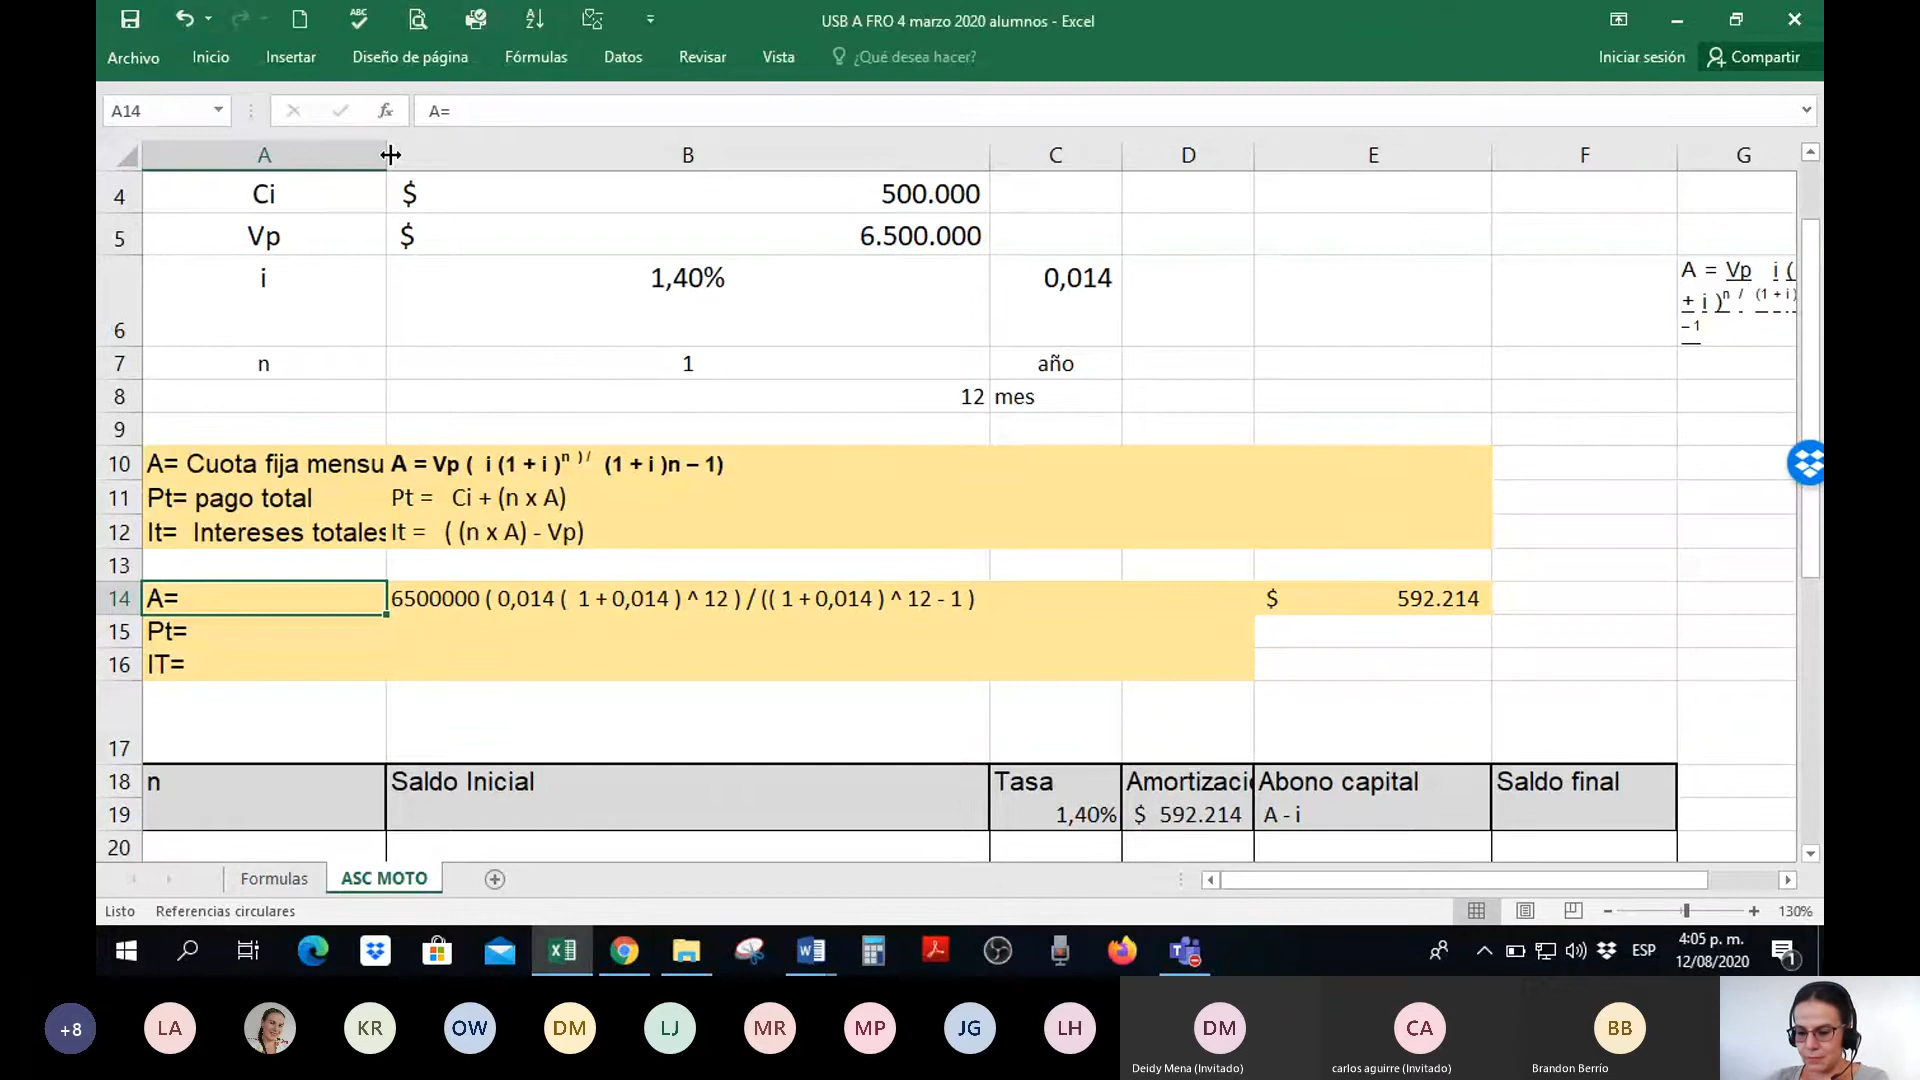 USB A FRO 4 marzo 2020 alumnos - Excel
Archivo Inicio Insertar Diseño de página Fórmulas Datos Revisar Vista ¿Qué desea hacer? Iniciar sesión Compartir
A14 fx A=
A B C D E F G
4 Ci $ 500.000
5 Vp $ 6.500.000
6 i 1,40% 0,014
A = Vp i (
+ i )n / (1 + i )
– 1
7 n 1 año
8 12 mes
9
10 A= Cuota fija mensu A = Vp ( i (1 + i )n ) / (1 + i )n – 1)
11 Pt= pago total Pt = Ci + (n x A)
12 It= Intereses totales It = ( (n x A) - Vp)
13
14 A= 6500000 ( 0,014 ( 1 + 0,014 ) ^ 12 ) / (( 1 + 0,014 ) ^ 12 - 1 ) $ 592.214
15 Pt=
16 IT=
17
18 n Saldo Inicial Tasa Amortizaci Abono capital Saldo final
19 1,40% $ 592.214 A - i
20
Formulas ASC MOTO
Listo Referencias circulares 130%
ESP 4:05 p. m.
12/08/2020 1
+8 LA KR OW DM LJ MR MP JG LH DM CA BB
Deidy Mena (Invitado) carlos aguirre (Invitado) Brandon Berrío